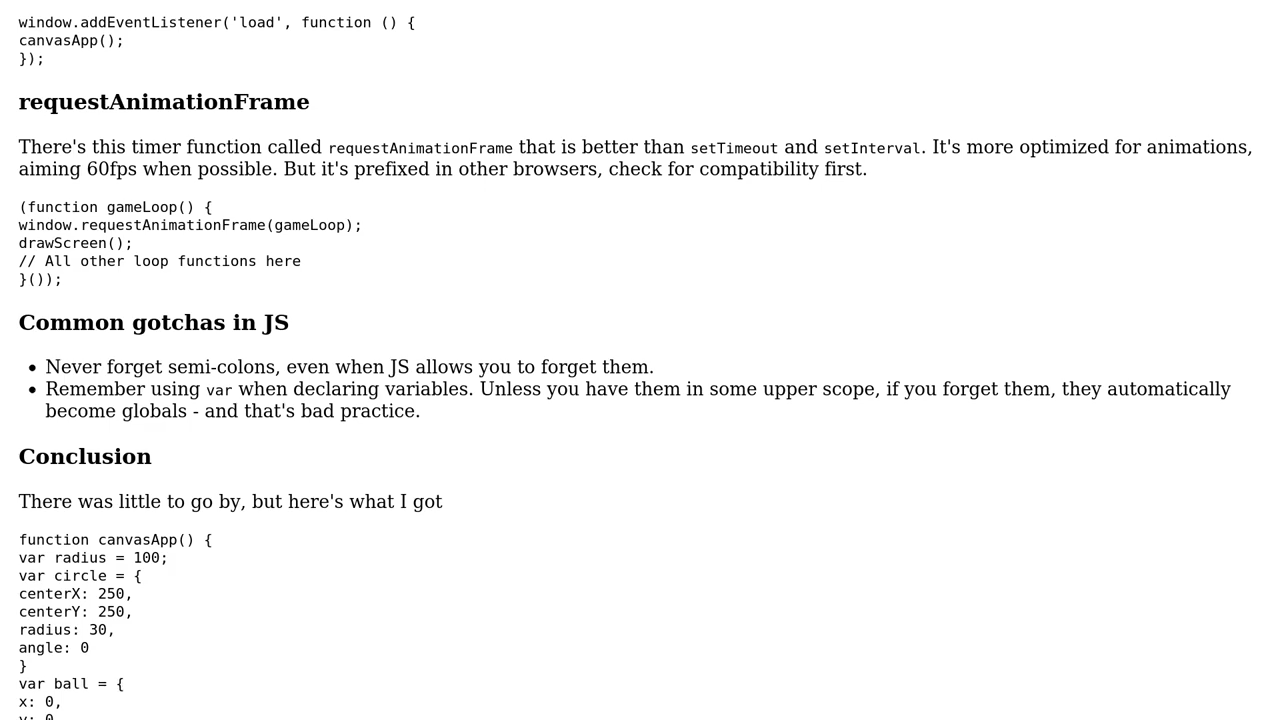 window.addEventListener('load', function () {
canvasApp();
});
requestAnimationFrame
There's this timer function called requestAnimationFrame that is better than setTimeout and setInterval. It's more optimized for animations,
aiming 60fps when possible. But it's prefixed in other browsers, check for compatibility first.
(function gameLoop() {
window.requestAnimationFrame(gameLoop);
drawScreen();
// All other loop functions here
}());
Common gotchas in JS
• Never forget semi-colons, even when JS allows you to forget them.
• Remember using var when declaring variables. Unless you have them in some upper scope, if you forget them, they automatically
become globals - and that's bad practice.
Conclusion
There was little to go by, but here's what I got
function canvasApp() {
var radius = 100;
var circle = {
centerX: 250,
centerY: 250,
radius: 30,
angle: 0
}
var ball = {
x: 0,
y: 0